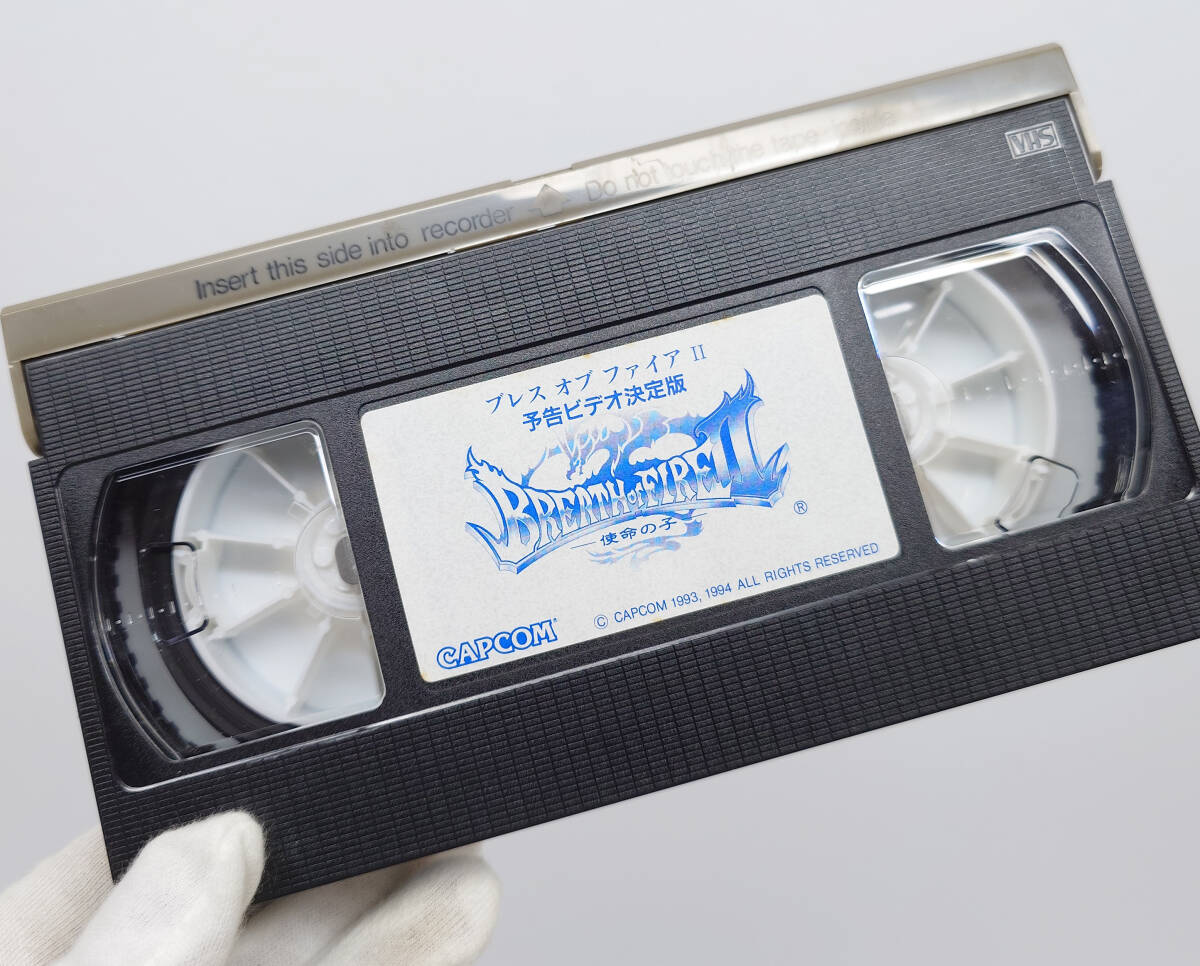 Insert this side into recorder
Do not touch the tape inside
VHS
ブレス オブ ファイア II
予告ビデオ決定版
BREATH OF FIRE II
使命の子
®
© CAPCOM 1993, 1994 ALL RIGHTS RESERVED
CAPCOM®